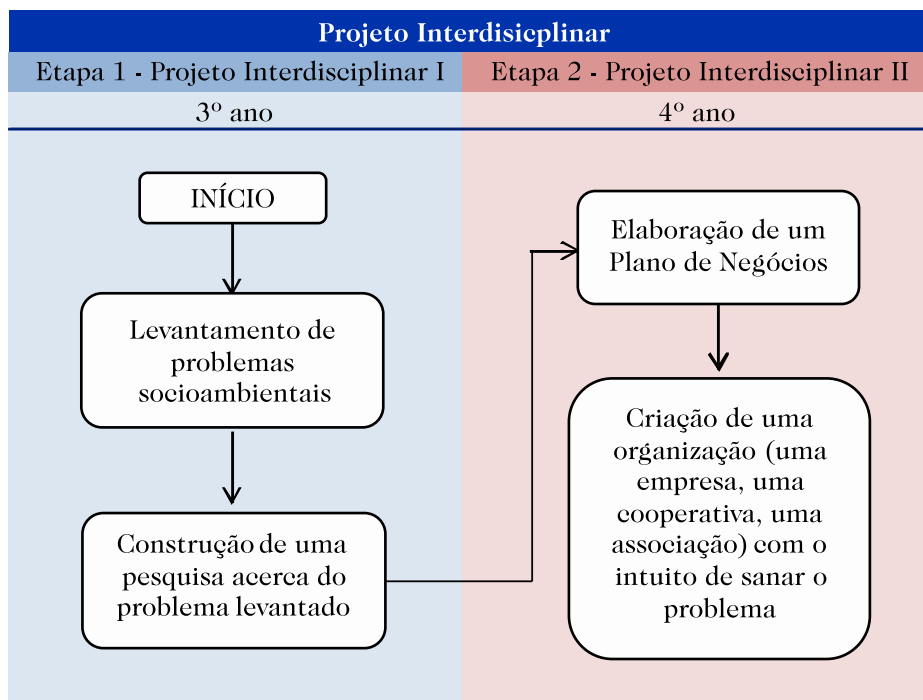 Projeto Interdisicplinar
Etapa 1 - Projeto Interdisciplinar I
3º ano
INÍCIO
Levantamento de
problemas
socioambientais
Construção de uma
pesquisa acerca do
problema levantado
Etapa 2 - Projeto Interdisciplinar II
4º ano
Elaboração de um
Plano de Negócios
Criação de uma
organização (uma
empresa, uma
cooperativa, uma
associação) com o
intuito de sanar o
problema